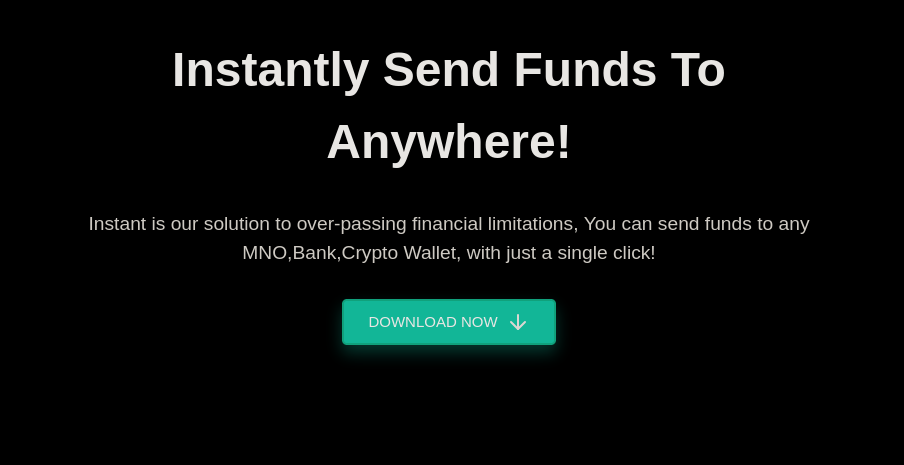 Instantly Send Funds To
Anywhere!
Instant is our solution to over-passing financial limitations, You can send funds to any
MNO,Bank,Crypto Wallet, with just a single click!
DOWNLOAD NOW